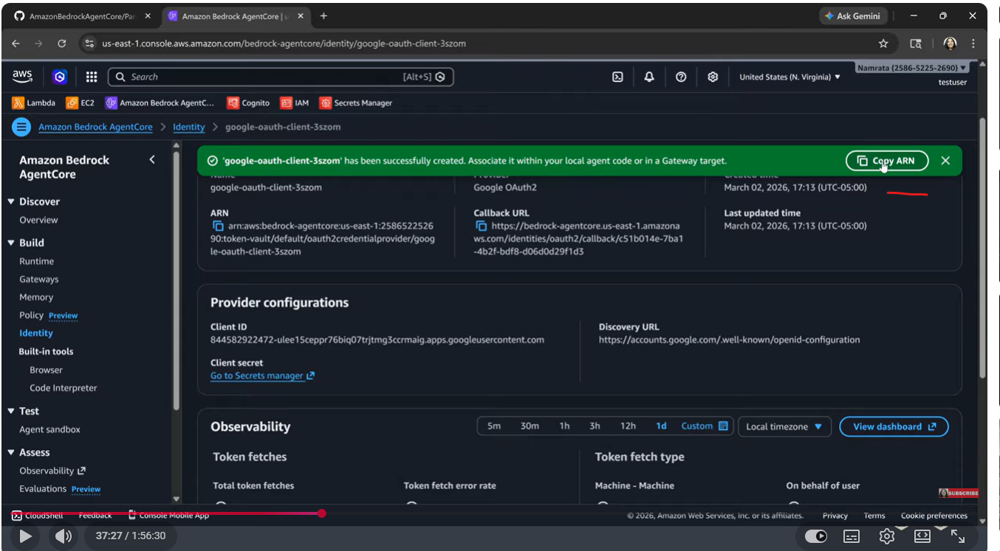 AmazonBedrockAgentCore/Par
Amazon Bedrock AgentCore | u
Ask Gemini
us-east-1.console.aws.amazon.com/bedrock-agentcore/identity/google-oauth-client-3szom
aws
Search
[Alt+S]
United States (N. Virginia)
Namrata (2586-5225-2690)
testuser
Lambda
EC2
Amazon Bedrock AgentC...
Cognito
IAM
Secrets Manager
Amazon Bedrock AgentCore
Identity
google-oauth-client-3szom
Amazon Bedrock
AgentCore
Discover
Overview
Build
Runtime
Gateways
Memory
Policy Preview
Identity
Built-in tools
Browser
Code Interpreter
Test
Agent sandbox
Assess
Observability
Evaluations Preview
'google-oauth-client-3szom' has been successfully created. Associate it within your local agent code or in a Gateway target.
Copy ARN
Name
google-oauth-client-3szom
Provider
Google OAuth2
Created time
March 02, 2026, 17:13 (UTC-05:00)
ARN
arn:aws:bedrock-agentcore:us-east-1:2586522526
90:token-vault/default/oauth2credentialprovider/goog
le-oauth-client-3szom
Callback URL
https://bedrock-agentcore.us-east-1.amazona
ws.com/identities/oauth2/callback/c51b014e-7ba1
-4b2f-bdf8-d06d0d29f1d3
Last updated time
March 02, 2026, 17:13 (UTC-05:00)
Provider configurations
Client ID
844582922472-ulee15ceppr76biq07trjtmg3ccrmaig.apps.googleusercontent.com
Discovery URL
https://accounts.google.com/.well-known/openid-configuration
Client secret
Go to Secrets manager
Observability
5m
30m
1h
3h
12h
1d
Custom
Local timezone
View dashboard
Token fetches
Token fetch type
Total token fetches
Token fetch error rate
Machine - Machine
On behalf of user
SUBSCRIBE
CloudShell
Feedback
Console Mobile App
© 2026, Amazon Web Services, Inc. or its affiliates.
Privacy
Terms
Cookie preferences
37:27 / 1:56:30